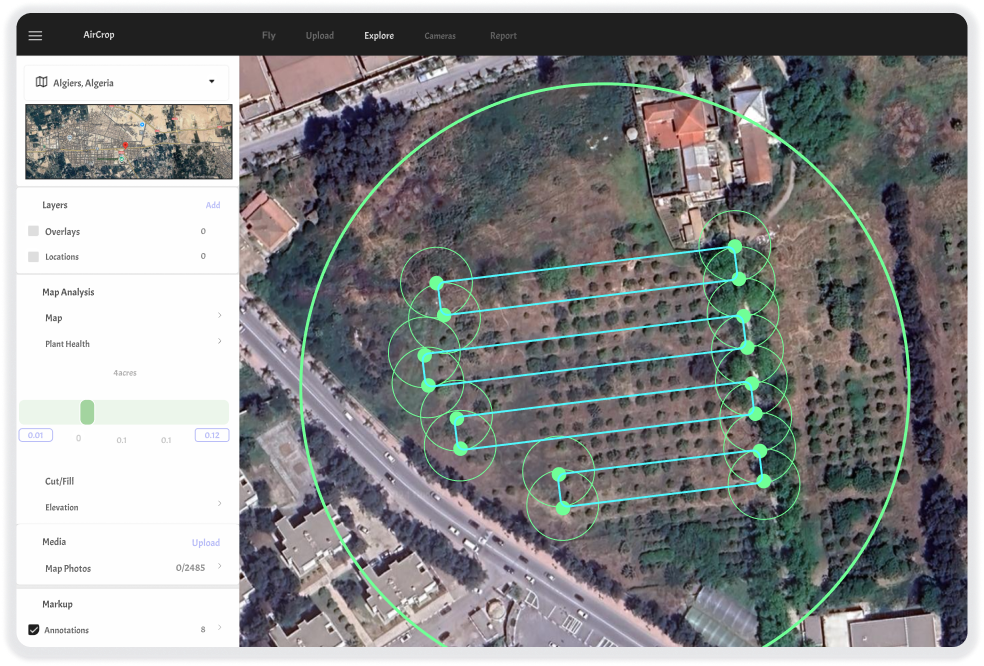 AirCrop
Fly Upload Explore Cameras Report
Algiers, Algeria
Layers Add
Overlays 0
Locations 0
Map Analysis
Map
Plant Health
4acres
0.01 0 0.1 0.1 0.12
Cut/Fill
Elevation
Media Upload
Map Photos 0/2485
Markup
Annotations 8